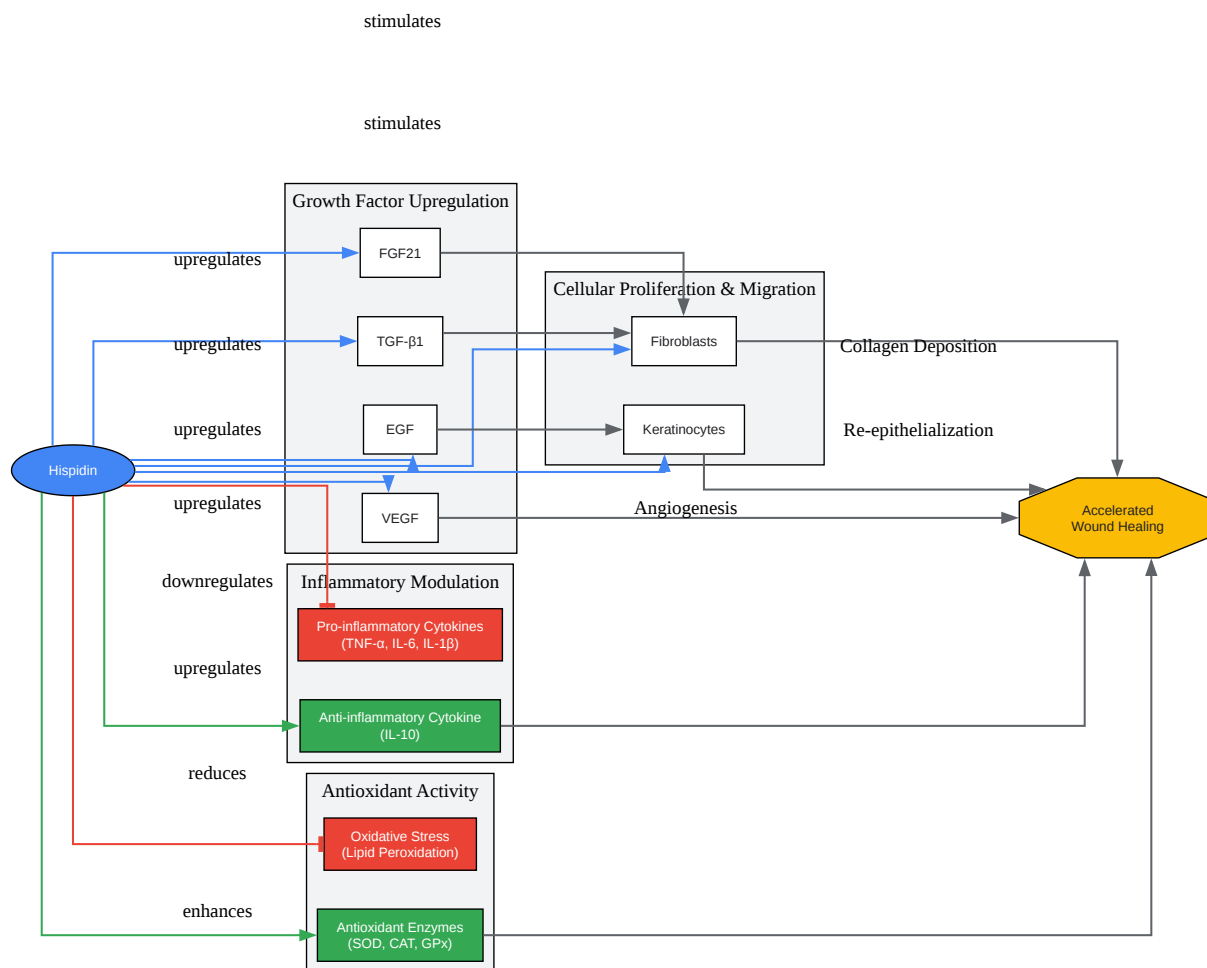 stimulates
stimulates
Growth Factor Upregulation
upregulates
FGF21
Cellular Proliferation & Migration
upregulates
TGF-β1
Fibroblasts
Collagen Deposition
upregulates
EGF
Keratinocytes
Re-epithelialization
Hispidin
upregulates
VEGF
Angiogenesis
Accelerated
Wound Healing
downregulates
Inflammatory Modulation
Pro-inflammatory Cytokines
(TNF-α, IL-6, IL-1β)
upregulates
Anti-inflammatory Cytokine
(IL-10)
reduces
Antioxidant Activity
Oxidative Stress
(Lipid Peroxidation)
enhances
Antioxidant Enzymes
(SOD, CAT, GPx)